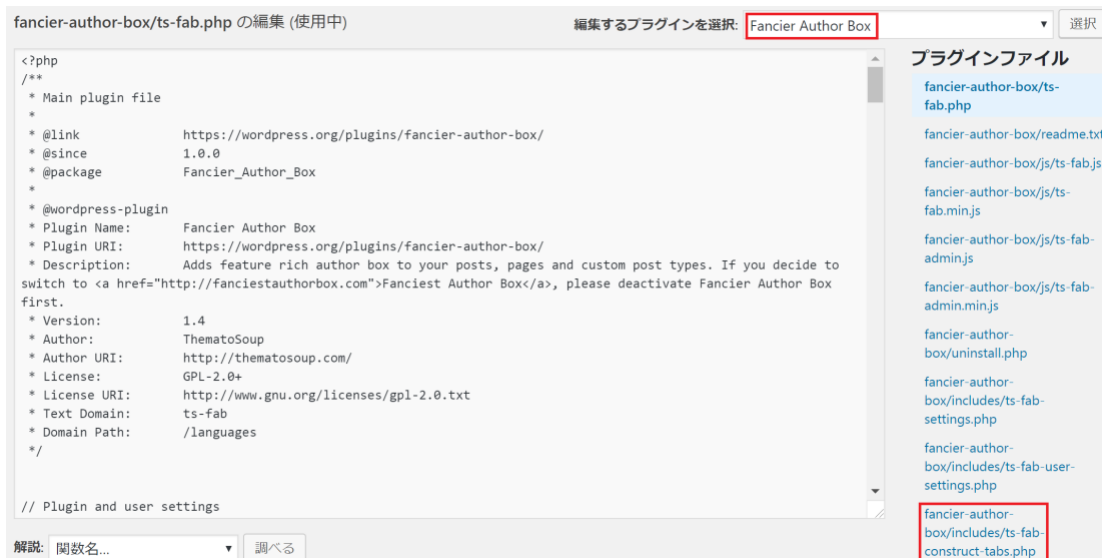 fancier-author-box/ts-fab.php の編集 (使用中)
編集するプラグインを選択: Fancier Author Box 選択
<?php
/**
 * Main plugin file
 *
 * @link https://wordpress.org/plugins/fancier-author-box/
 * @since 1.0.0
 * @package Fancier_Author_Box
 *
 * @wordpress-plugin
 * Plugin Name: Fancier Author Box
 * Plugin URI: https://wordpress.org/plugins/fancier-author-box/
 * Description: Adds feature rich author box to your posts, pages and custom post types. If you decide to
switch to <a href="http://fanciestauthorbox.com">Fanciest Author Box</a>, please deactivate Fancier Author Box
first.
 * Version: 1.4
 * Author: ThematoSoup
 * Author URI: http://thematosoup.com/
 * License: GPL-2.0+
 * License URI: http://www.gnu.org/licenses/gpl-2.0.txt
 * Text Domain: ts-fab
 * Domain Path: /languages
 */
// Plugin and user settings
解説: 関数名... 調べる
プラグインファイル
fancier-author-box/ts-
fab.php
fancier-author-box/readme.txt
fancier-author-box/js/ts-fab.js
fancier-author-box/js/ts-
fab.min.js
fancier-author-box/js/ts-fab-
admin.js
fancier-author-box/js/ts-fab-
admin.min.js
fancier-author-
box/uninstall.php
fancier-author-
box/includes/ts-fab-
settings.php
fancier-author-
box/includes/ts-fab-user-
settings.php
fancier-author-
box/includes/ts-fab-
construct-tabs.php